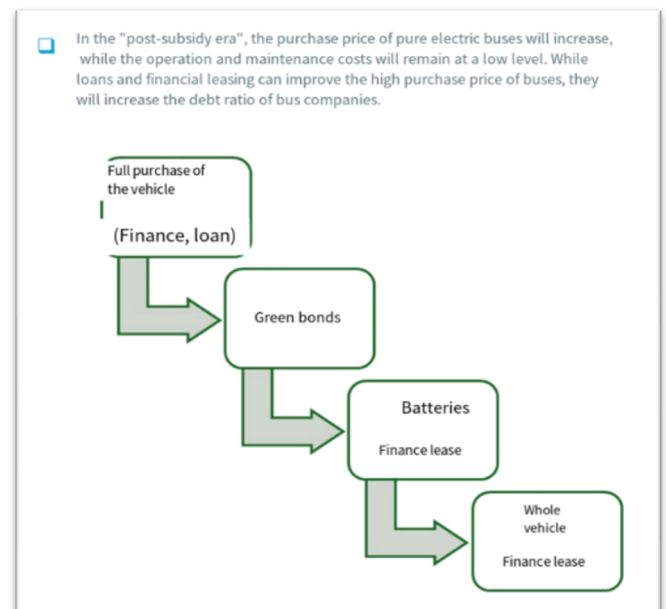 In the "post-subsidy era", the purchase price of pure electric buses will increase,
while the operation and maintenance costs will remain at a low level. While
loans and financial leasing can improve the high purchase price of buses, they
will increase the debt ratio of bus companies.
Full purchase of
the vehicle
(Finance, loan)
Green bonds
Batteries
Finance lease
Whole
vehicle
Finance lease